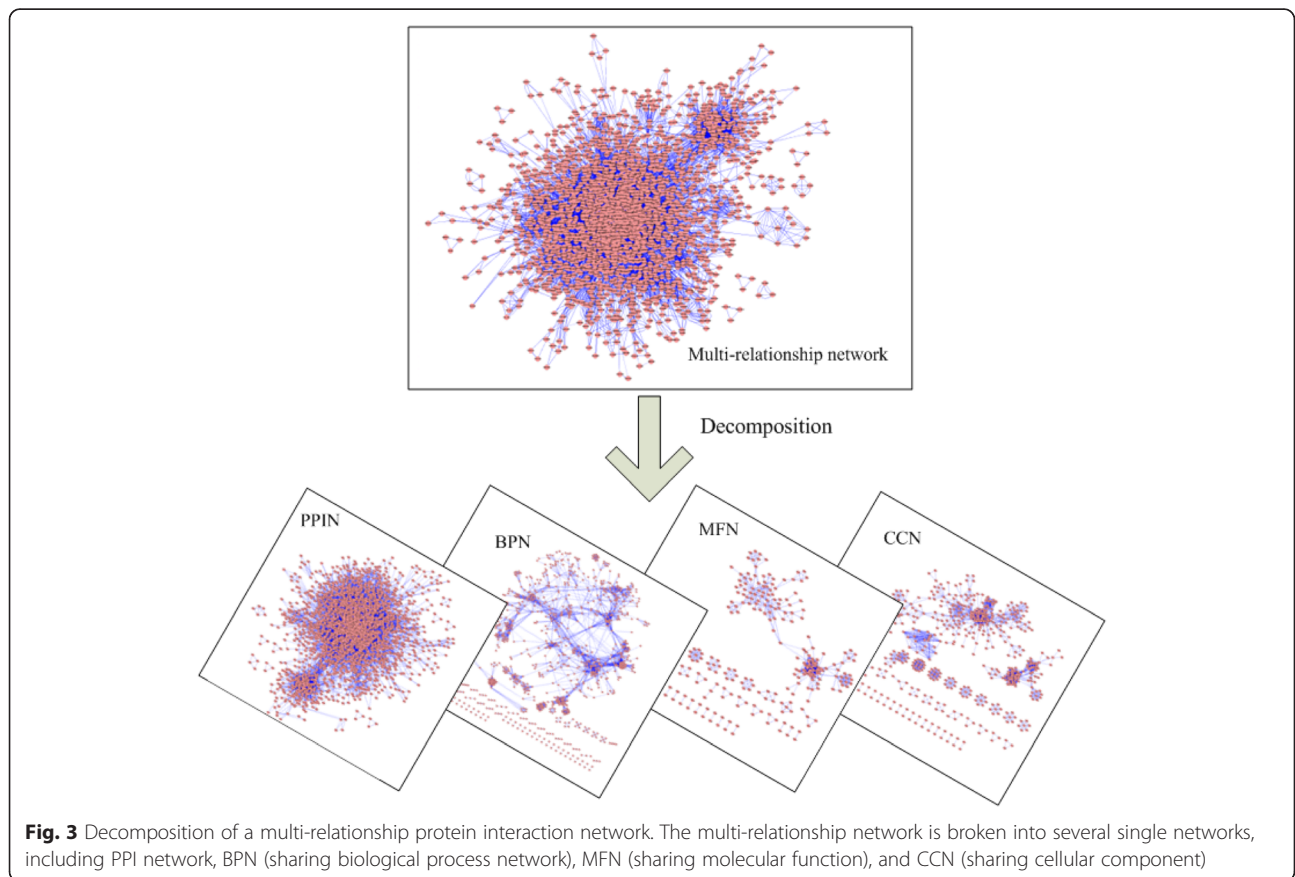 Multi-relationship network
Decomposition
PPIN
BPN
MFN
CCN
Fig. 3 Decomposition of a multi-relationship protein interaction network. The multi-relationship network is broken into several single networks,
including PPI network, BPN (sharing biological process network), MFN (sharing molecular function), and CCN (sharing cellular component)